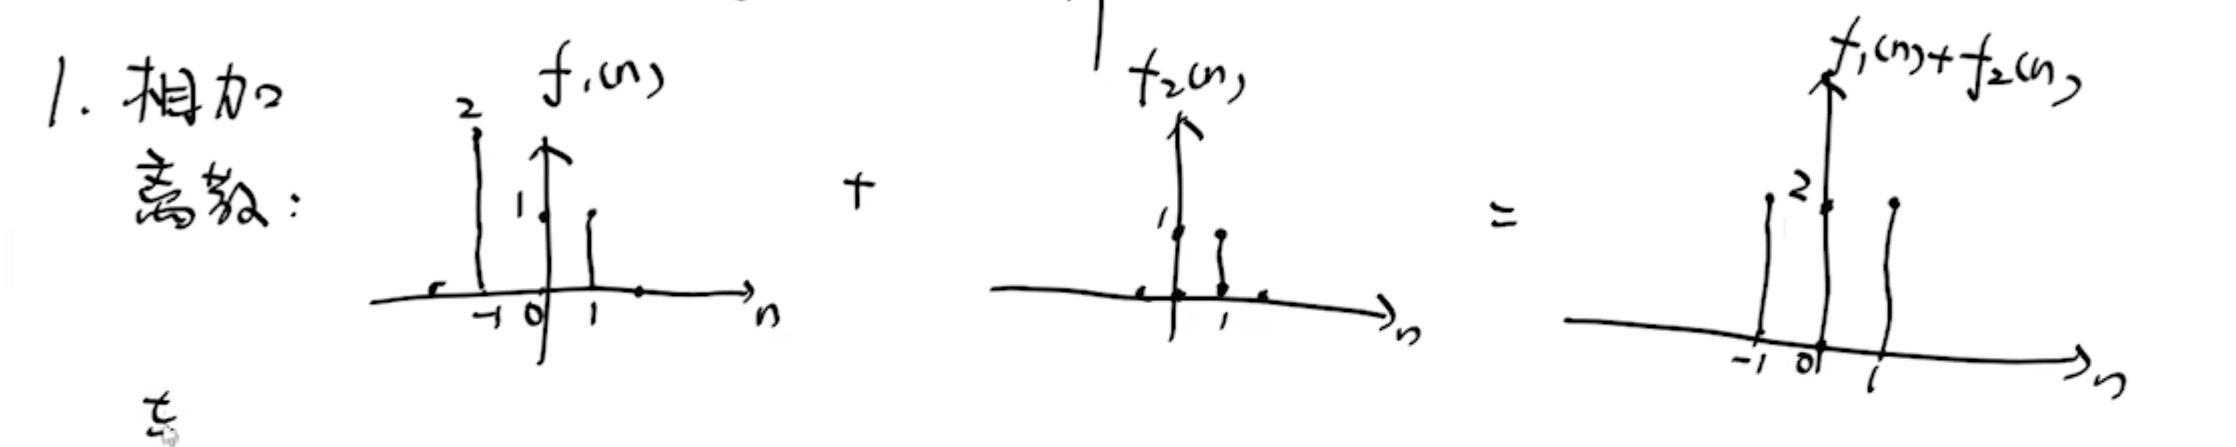 1. 相加
离散:
f₁(n)
2
1
-1 0 1 n
+
f₂(n)
1
1 n
=
f₁(n)+f₂(n)
2
-1 0 1 n